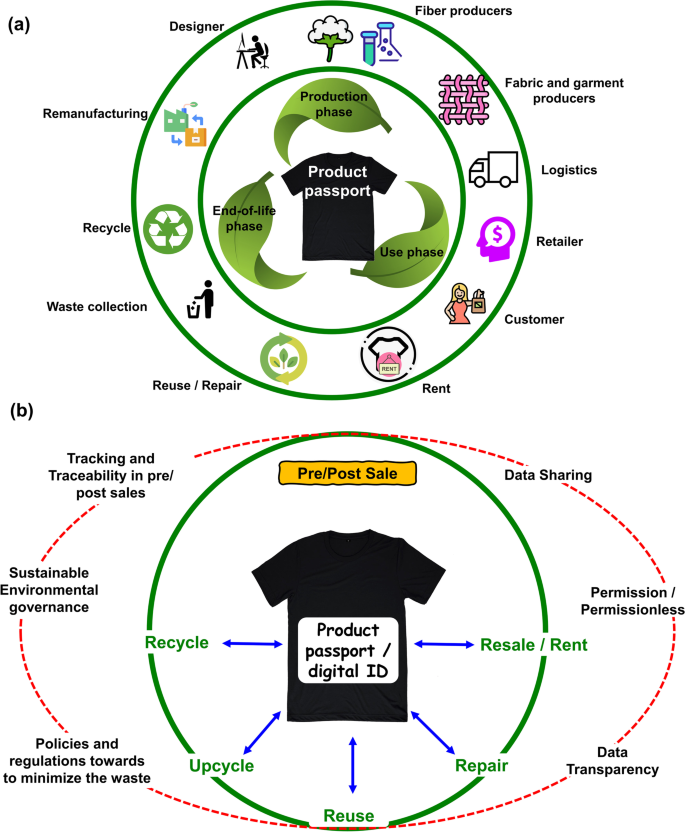 (a)
Designer
Fiber producers
Remanufacturing
Production
phase
Fabric and garment
producers
Product
passport
Logistics
End-of-life
phase
Recycle
Use phase
Retailer
Waste collection
Customer
Reuse / Repair
RENT
Rent
(b)
Tracking and
Traceability in pre/
post sales
Pre/Post Sale
Data Sharing
Sustainable
Environmental
governance
Permission /
Permissionless
Product
passport /
digital ID
Recycle
Resale / Rent
Policies and
regulations towards
to minimize the waste
Upcycle
Repair
Data
Transparency
Reuse